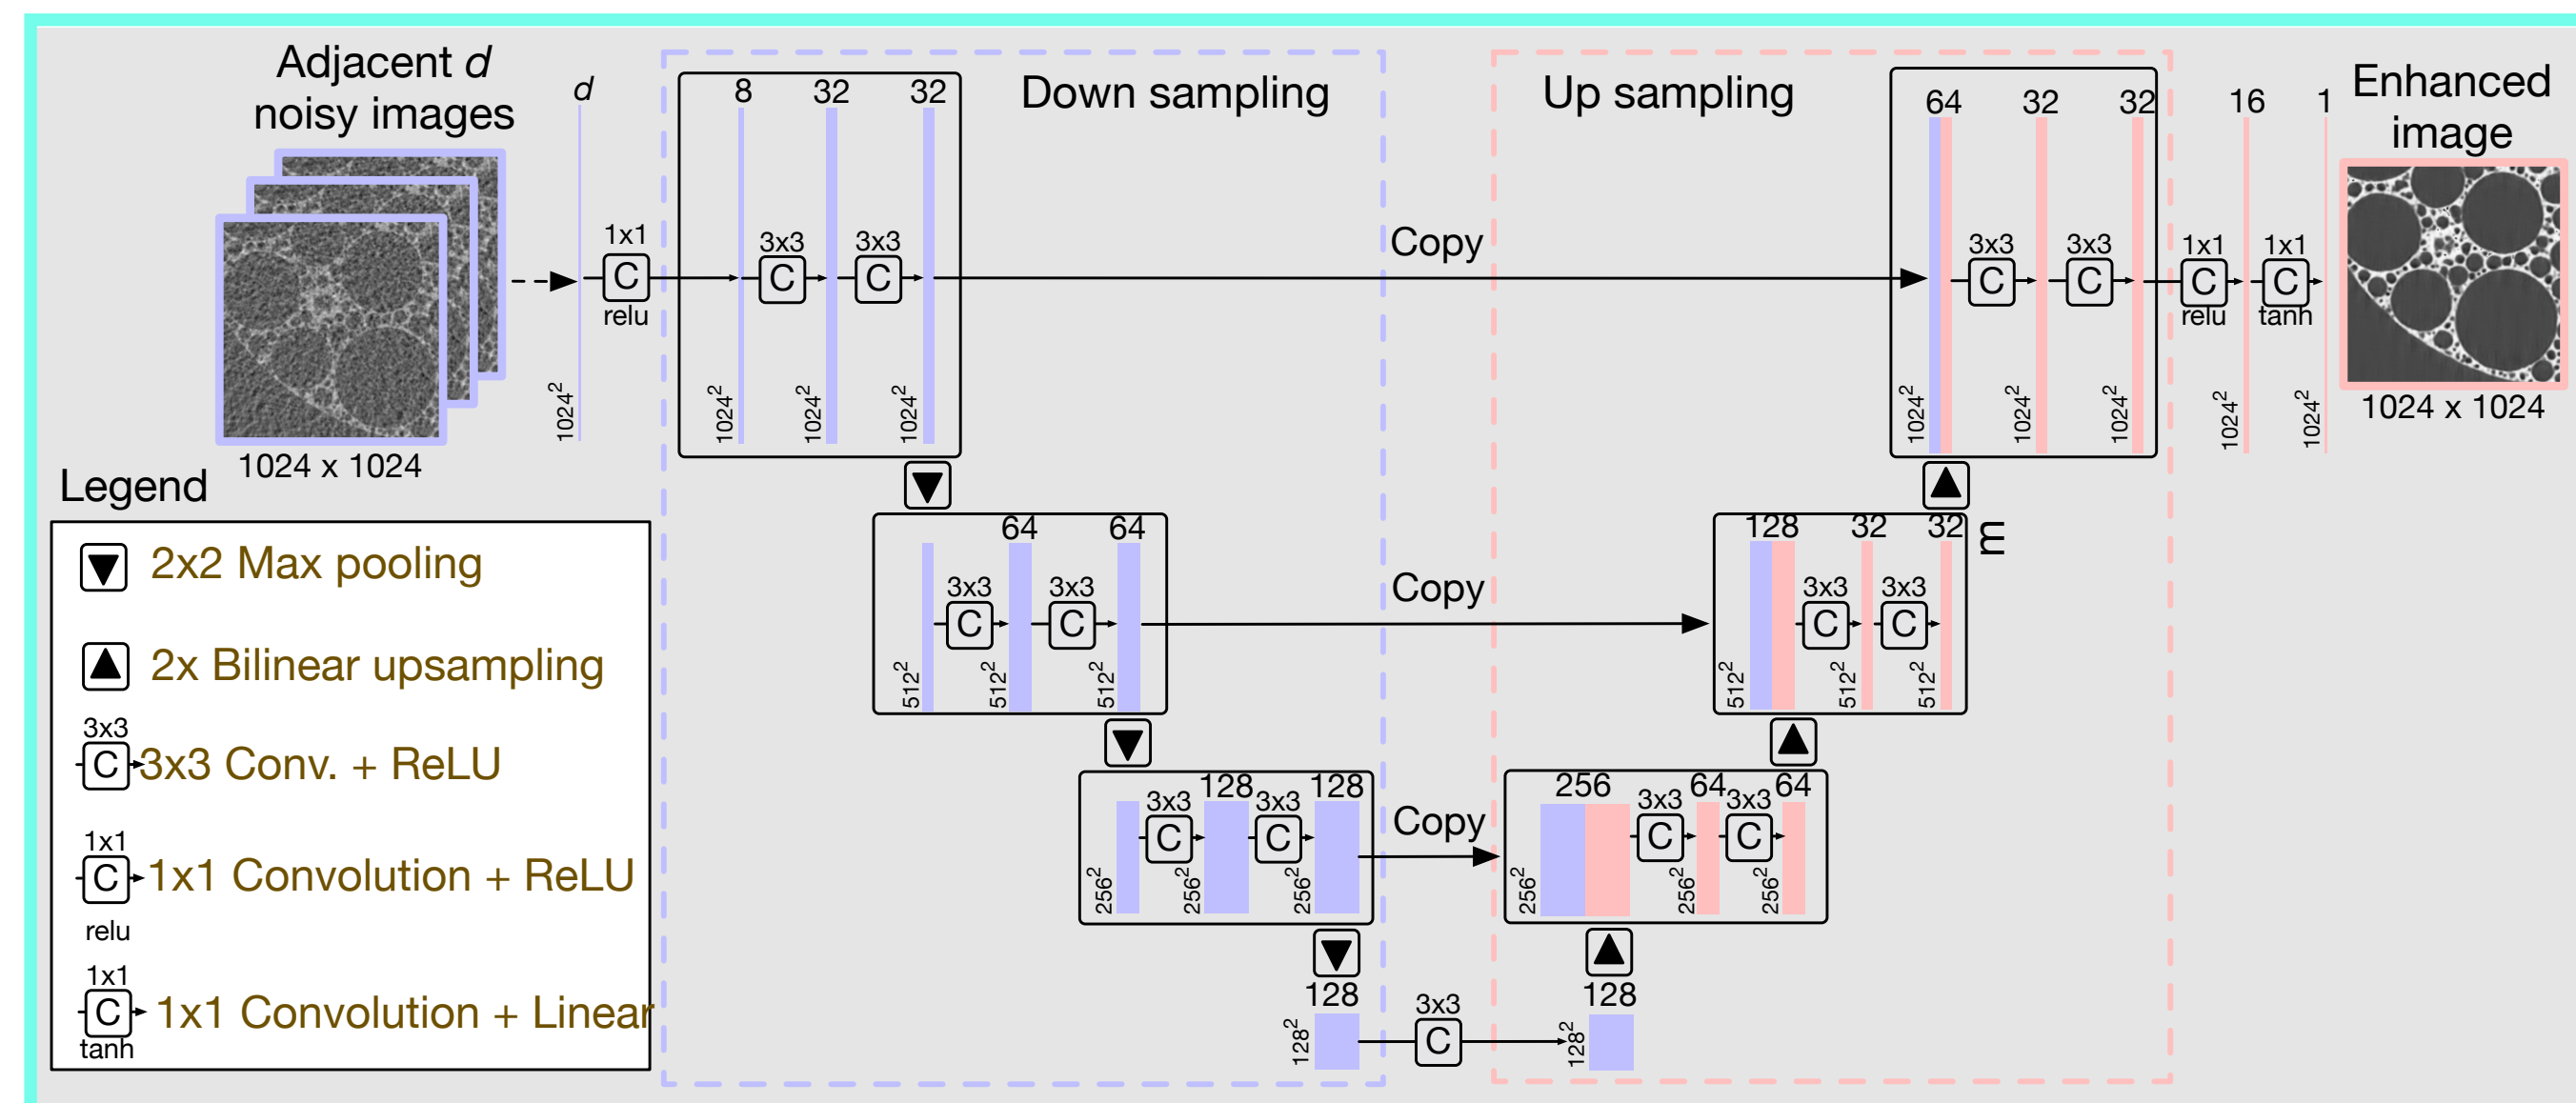 Adjacent d
noisy images
1024 x 1024
d
1024²
1x1
C
relu
Down sampling
8
32
32
3x3
C
3x3
C
1024²
1024²
1024²
Copy
Up sampling
64
32
32
3x3
C
3x3
C
1024²
1024²
1024²
1x1
C
relu
16
1024²
1x1
C
tanh
1
1024²
Enhanced
image
1024 x 1024
64
64
3x3
C
3x3
C
512²
512²
512²
Copy
128
32
32
m
3x3
C
3x3
C
512²
512²
512²
128
128
3x3
C
3x3
C
256²
256²
256²
Copy
256
64
64
3x3
C
3x3
C
256²
256²
256²
128
128²
3x3
C
128
128²
Legend
2x2 Max pooling
2x Bilinear upsampling
3x3
C
3x3 Conv. + ReLU
1x1
C
1x1 Convolution + ReLU
relu
1x1
C
1x1 Convolution + Linear
tanh